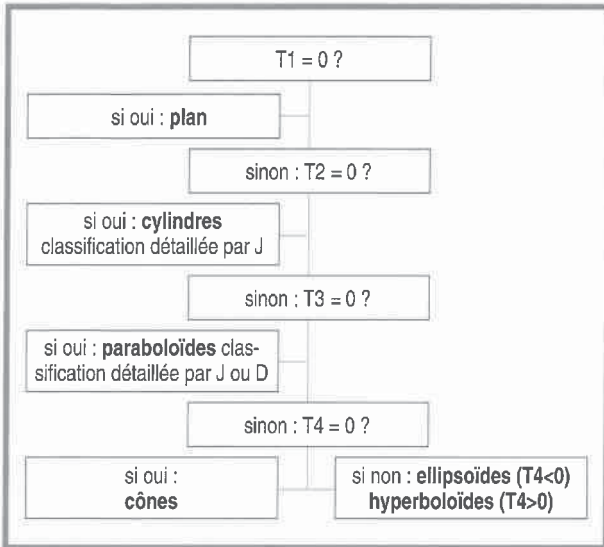 T1 = 0 ?
si oui : plan
sinon : T2 = 0 ?
si oui : cylindres
classification détaillée par J
sinon : T3 = 0 ?
si oui : paraboloïdes clas-
sification détaillée par J ou D
sinon : T4 = 0 ?
si oui :
cônes
si non : ellipsoïdes (T4<0)
hyperboloïdes (T4>0)